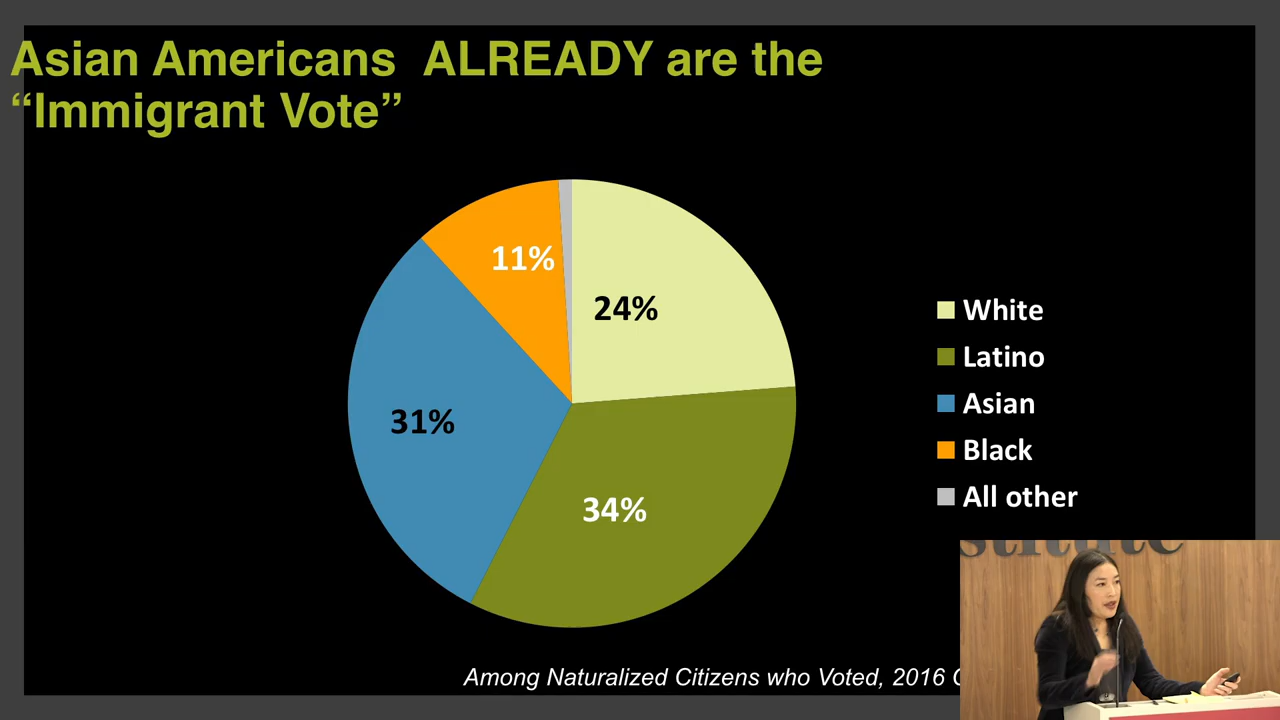 Asian Americans  ALREADY are the
“Immigrant Vote”
11%
24%
31%
34%
White
Latino
Asian
Black
All other
Among Naturalized Citizens who Voted, 2016